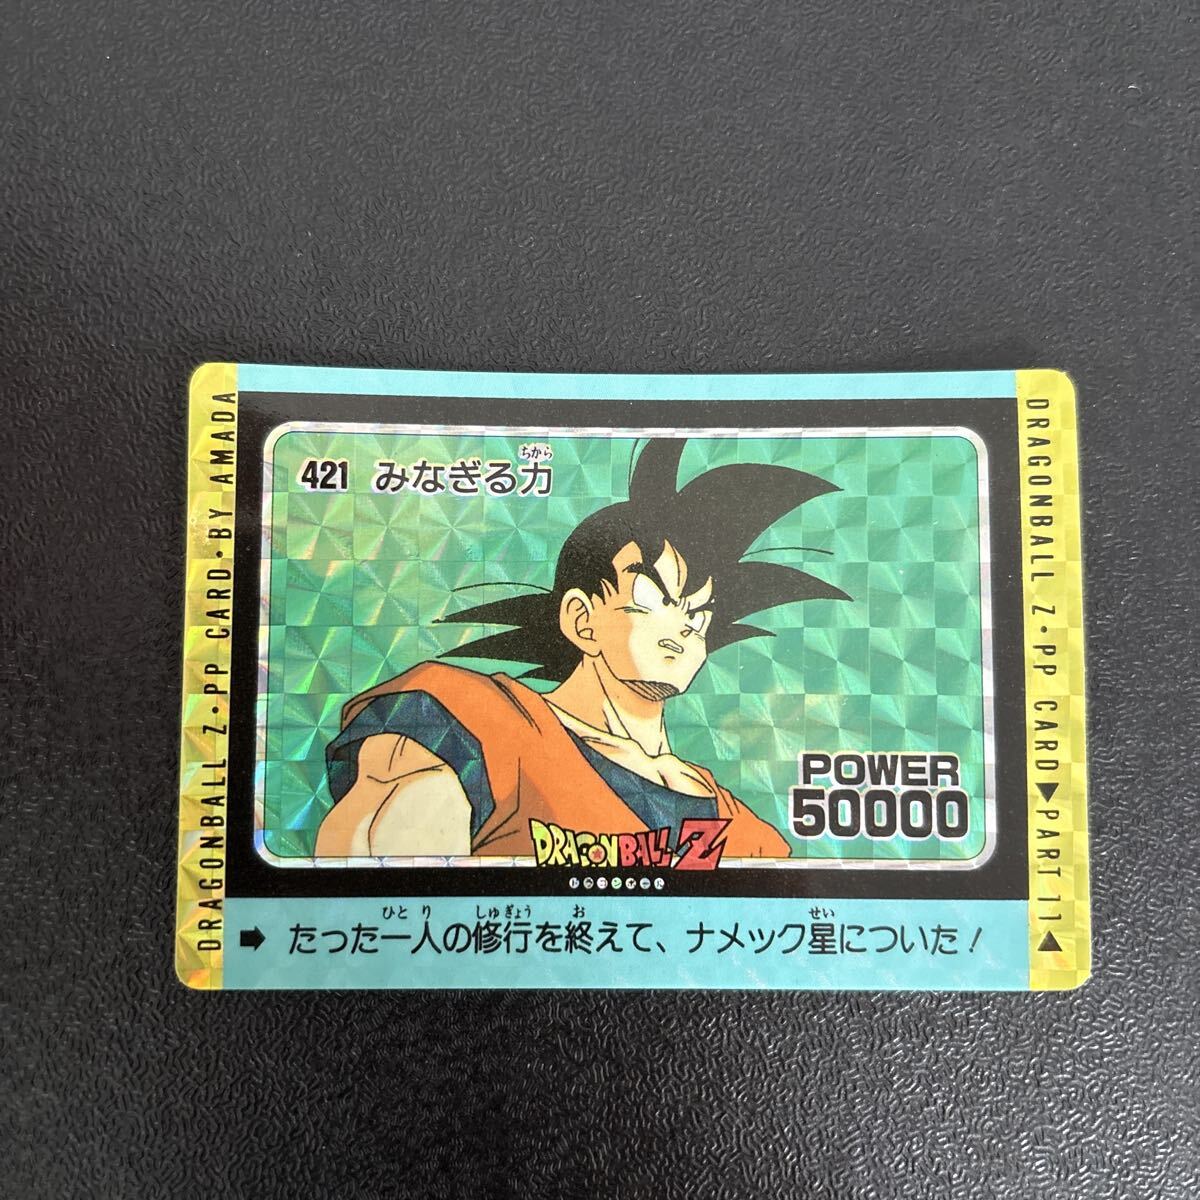 DRAGONBALL Z・PP CARD・BY AMADA
421 みなぎる力
ちから
POWER
50000
DRAGONBALL Z
ドラゴンボール
ひとり しゅぎょう お せい
➡ たった一人の修行を終えて、ナメック星についた!
DRAGONBALL Z・PP CARD▶PART 11◀